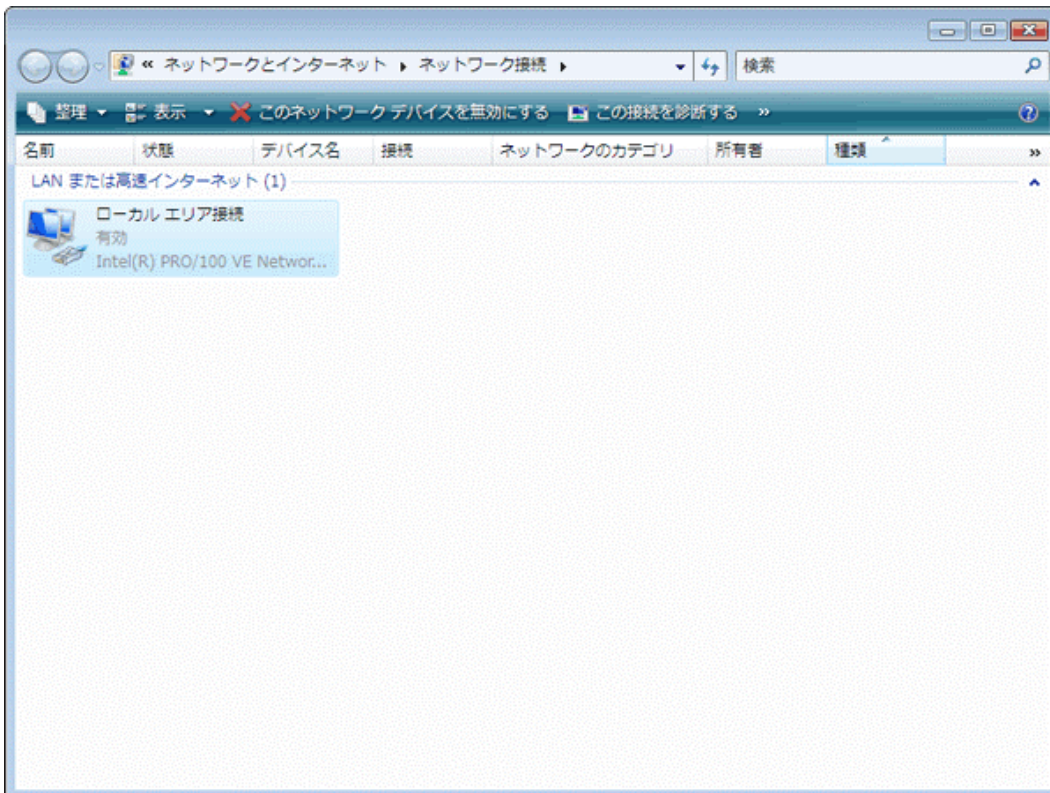 « ネットワークとインターネット ▸ ネットワーク接続 ▸ 検索
整理 表示 このネットワーク デバイスを無効にする この接続を診断する »
名前 状態 デバイス名 接続 ネットワークのカテゴリ 所有者 種類 »
LAN または高速インターネット (1)
ローカル エリア接続
有効
Intel(R) PRO/100 VE Networ...